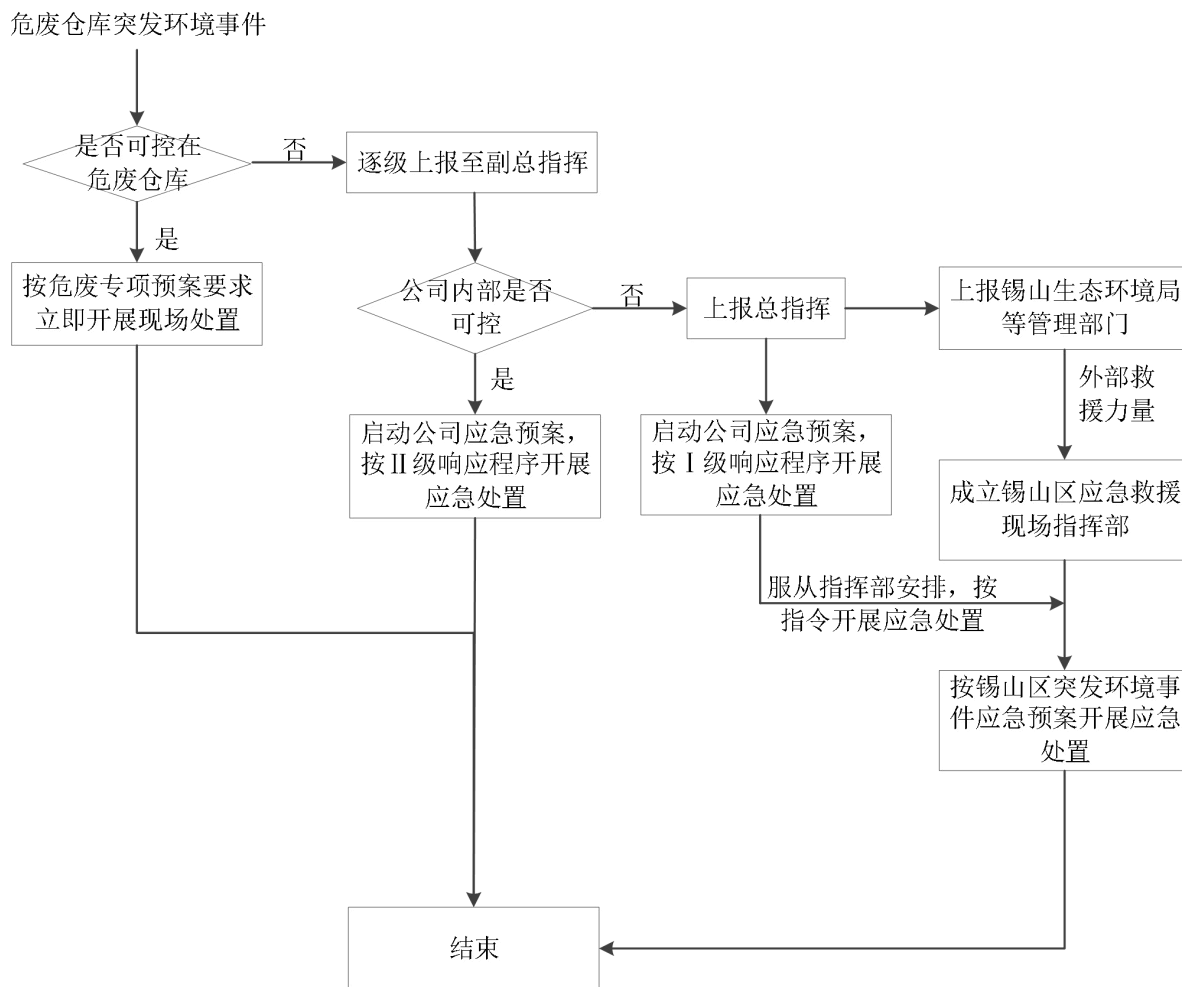 危废仓库突发环境事件
是否可控在
危废仓库
否
逐级上报至副总指挥
是
按危废专项预案要求
立即开展现场处置
公司内部是否
可控
否
上报总指挥
上报锡山生态环境局
等管理部门
是
外部救
援力量
启动公司应急预案，
按Ⅱ级响应程序开展
应急处置
启动公司应急预案，
按Ⅰ级响应程序开展
应急处置
成立锡山区应急救援
现场指挥部
服从指挥部安排，按
指令开展应急处置
按锡山区突发环境事
件应急预案开展应急
处置
结束